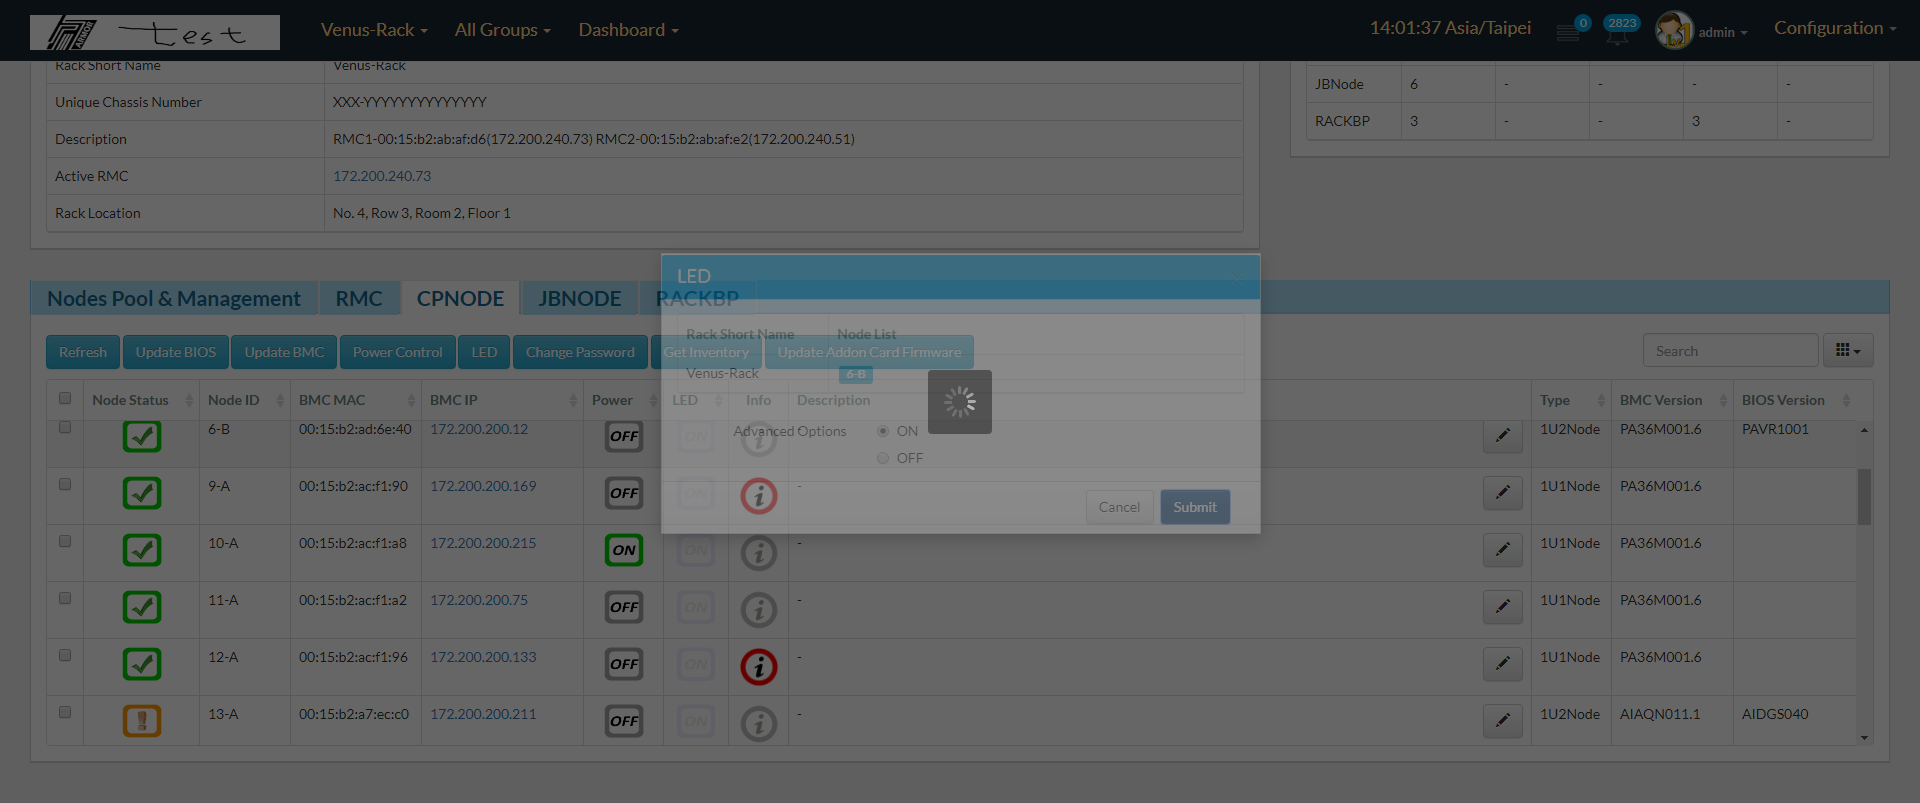 ARMOR test Venus-Rack All Groups Dashboard 14:01:37 Asia/Taipei 0 2823 admin Configuration
Rack Short Name Venus-Rack
Unique Chassis Number XXX-YYYYYYYYYYYYYY
Description RMC1-00:15:b2:ab:af:d6(172.200.240.73) RMC2-00:15:b2:ab:af:e2(172.200.240.51)
Active RMC 172.200.240.73
Rack Location No. 4, Row 3, Room 2, Floor 1
JBNode 6 - - - -
RACKBP 3 - - 3 -
LED
Nodes Pool & Management RMC CPNODE JBNODE RACKBP
Rack Short Name Node List
Refresh Update BIOS Update BMC Power Control LED Change Password Get Inventory Update Addon Card Firmware Search
Venus-Rack 6-B
Node Status Node ID BMC MAC BMC IP Power LED Info Description Type BMC Version BIOS Version
Advanced Options ON
OFF
6-B 00:15:b2:ad:6e:40 172.200.200.12 OFF ON i - 1U2Node PA36M001.6 PAVR1001
9-A 00:15:b2:ac:f1:90 172.200.200.169 OFF ON i - 1U1Node PA36M001.6
Cancel Submit
10-A 00:15:b2:ac:f1:a8 172.200.200.215 ON ON i - 1U1Node PA36M001.6
11-A 00:15:b2:ac:f1:a2 172.200.200.75 OFF ON i - 1U1Node PA36M001.6
12-A 00:15:b2:ac:f1:96 172.200.200.133 OFF ON i - 1U1Node PA36M001.6
! 13-A 00:15:b2:a7:ec:c0 172.200.200.211 OFF ON i - 1U2Node AIAQN011.1 AIDGS040